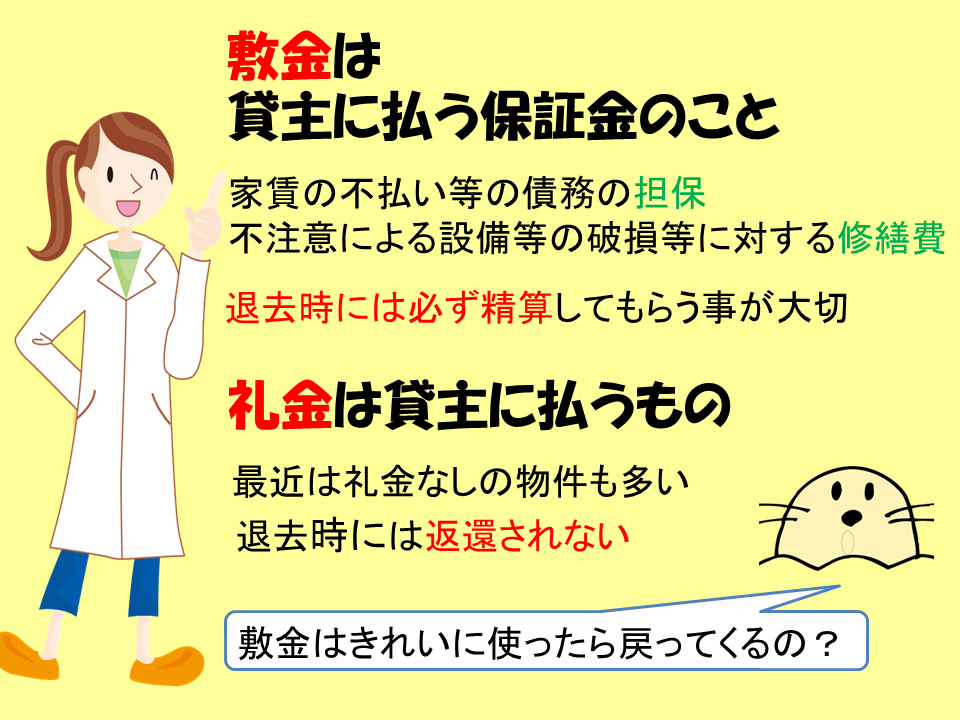 敷金は
貸主に払う保証金のこと
家賃の不払い等の債務の担保
不注意による設備等の破損等に対する修繕費
退去時には必ず精算してもらう事が大切
礼金は貸主に払うもの
最近は礼金なしの物件も多い
退去時には返還されない
敷金はきれいに使ったら戻ってくるの？